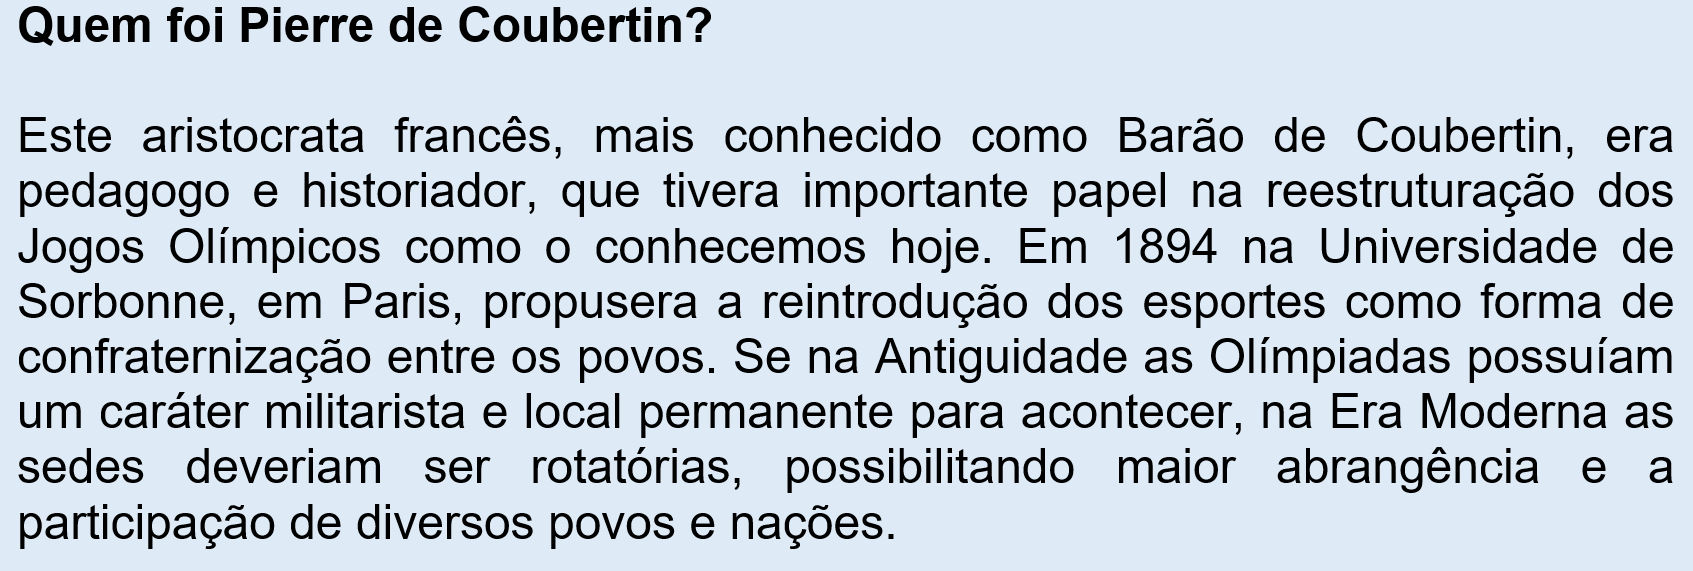 Quem foi Pierre de Coubertin?
Este aristocrata francês, mais conhecido como Barão de Coubertin, era
pedagogo e historiador, que tivera importante papel na reestruturação dos
Jogos Olímpicos como o conhecemos hoje. Em 1894 na Universidade de
Sorbonne, em Paris, propusera a reintrodução dos esportes como forma de
confraternização entre os povos. Se na Antiguidade as Olímpiadas possuíam
um caráter militarista e local permanente para acontecer, na Era Moderna as
sedes deveriam ser rotatórias, possibilitando maior abrangência e a
participação de diversos povos e nações.